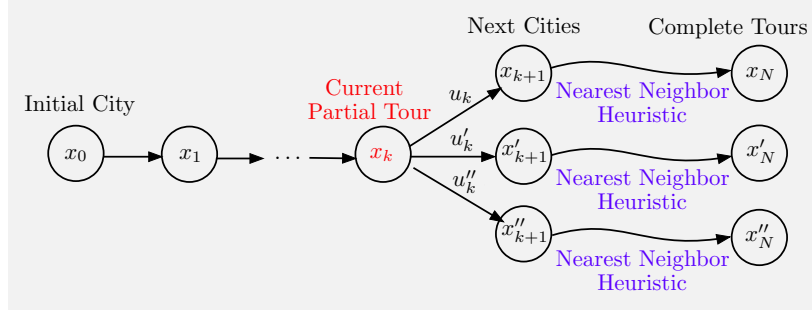 Next Cities
Complete Tours
Initial City
Current
Partial Tour
x_0
x_1
...
x_k
u_k
u'_k
u''_k
x_{k+1}
x'_{k+1}
x''_{k+1}
Nearest Neighbor
Heuristic
Nearest Neighbor
Heuristic
Nearest Neighbor
Heuristic
x_N
x'_N
x''_N